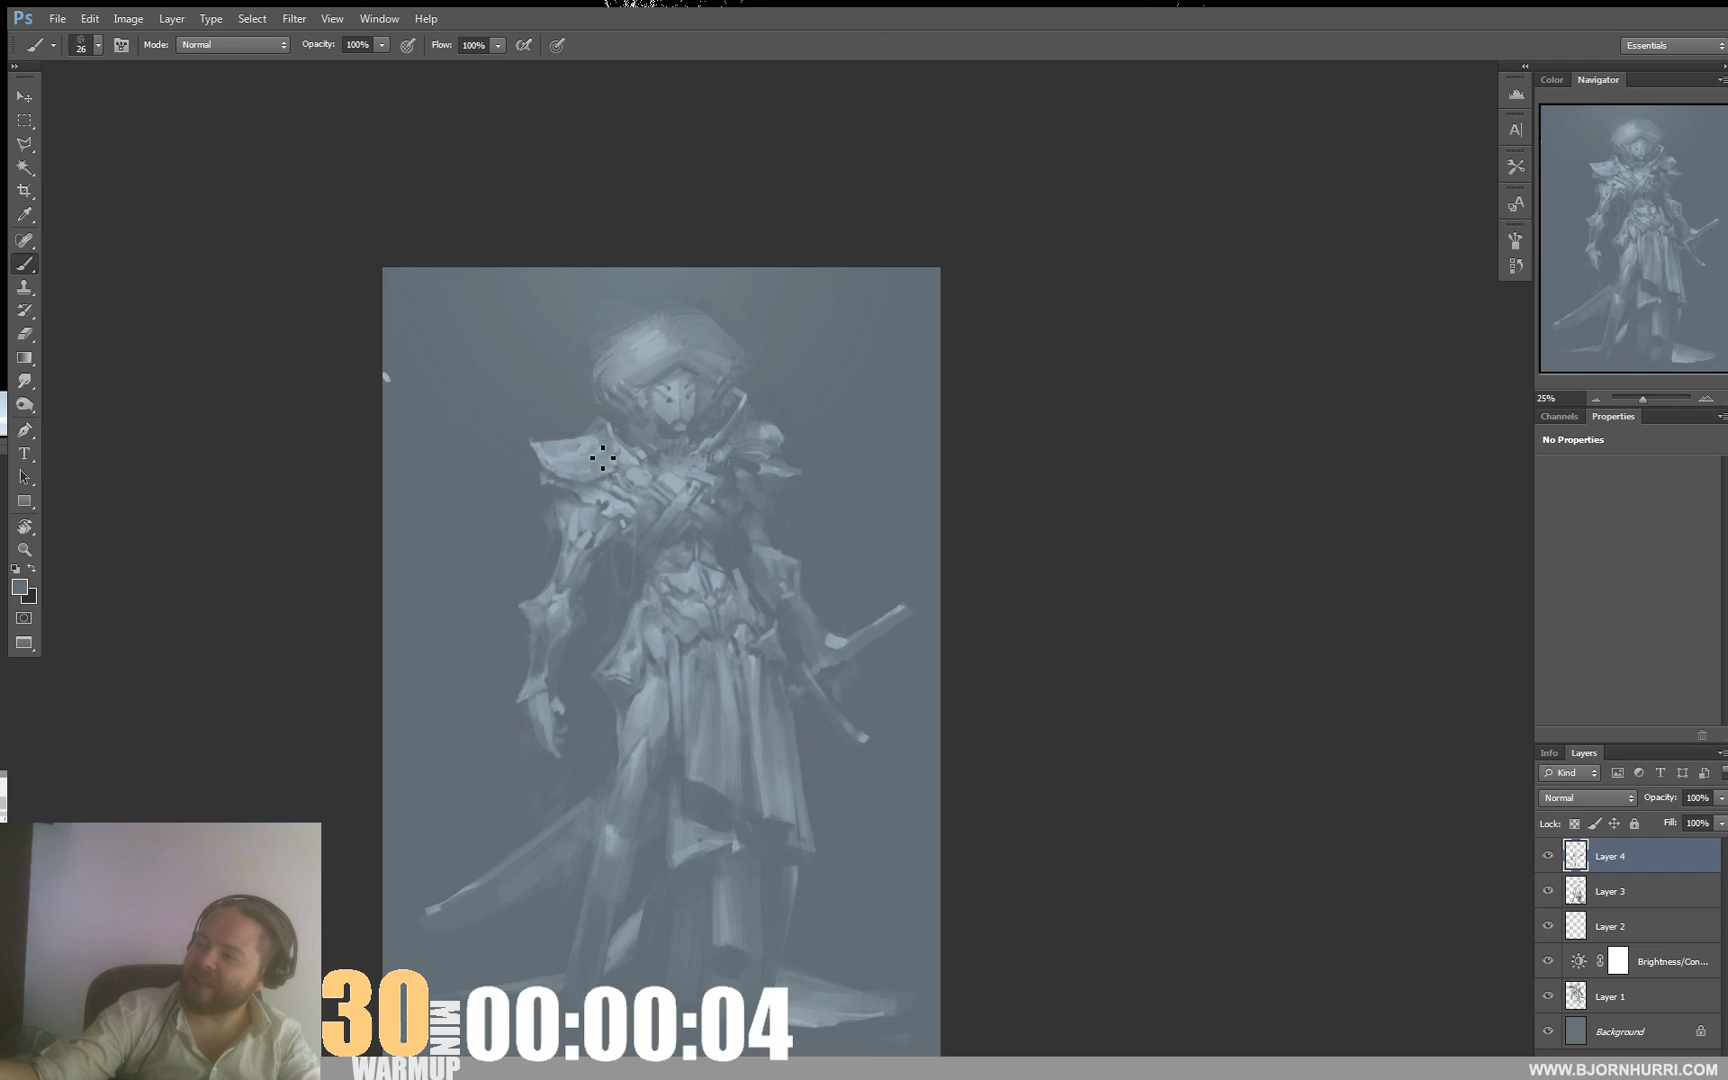 Ps File Edit Image Layer Type Select Filter View Window Help
26 Mode: Normal Opacity: 100% Flow: 100% Essentials
Color Navigator
25%
Channels Properties
No Properties
Info Layers
Kind
Normal Opacity: 100%
Lock: Fill: 100%
Layer 4
Layer 3
Layer 2
Brightness/Con...
Layer 1
Background
30 MIN WARMUP
00:00:04
WWW.BJORNHURRI.COM